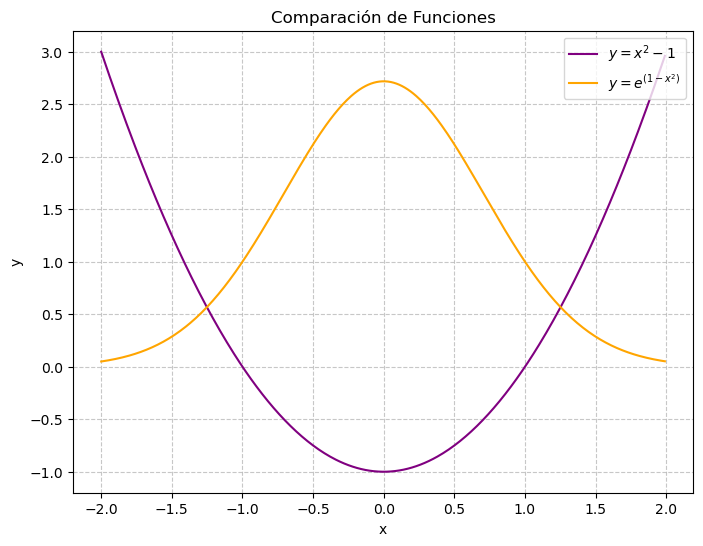 Comparación de Funciones
y = x² − 1
y = e^(1 − x²)
3.0
2.5
2.0
1.5
1.0
0.5
0.0
−0.5
−1.0
y
−2.0 −1.5 −1.0 −0.5 0.0 0.5 1.0 1.5 2.0
x